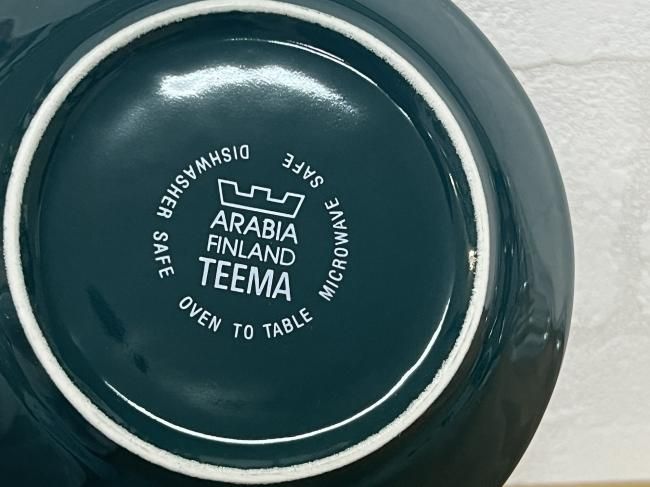 ARABIA
FINLAND
TEEMA
DISHWASHER SAFE
OVEN TO TABLE
MICROWAVE SAFE